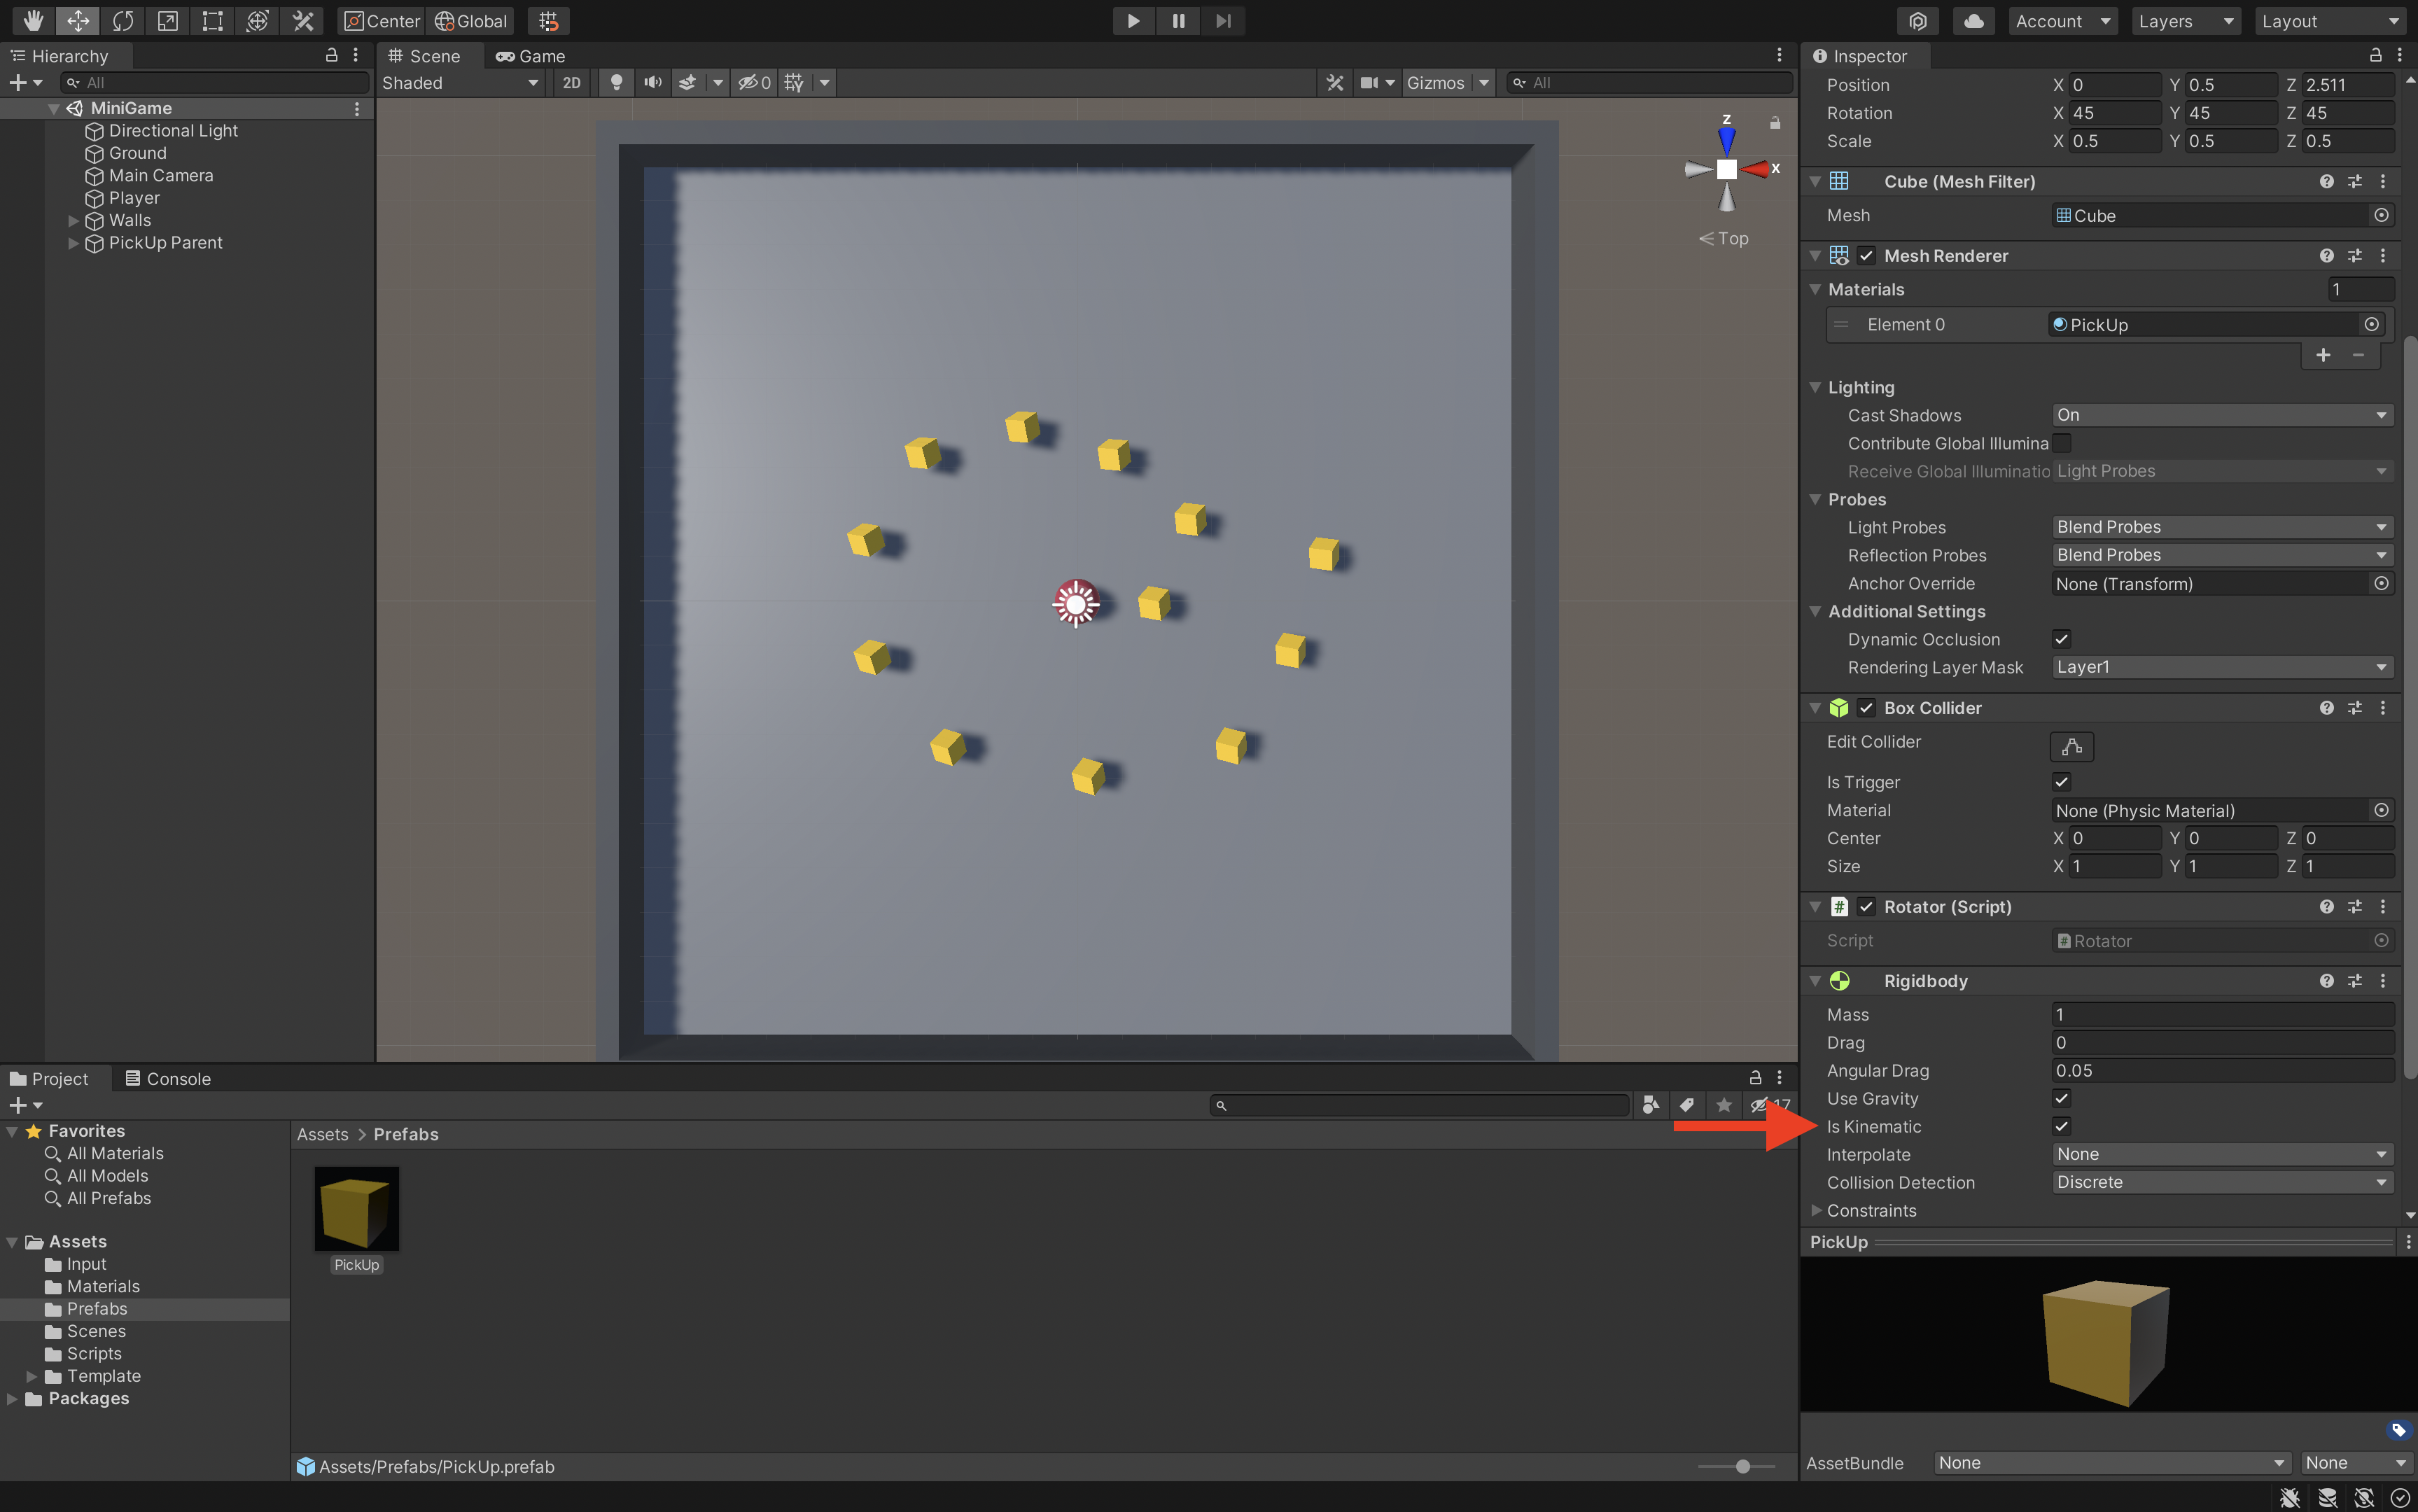 Center Global Account Layers Layout
Hierarchy
All
MiniGame
Directional Light
Ground
Main Camera
Player
Walls
PickUp Parent
Scene Game
Shaded 2D 0 Gizmos All
z
x
Top
Inspector
Position X 0 Y 0.5 Z 2.511
Rotation X 45 Y 45 Z 45
Scale X 0.5 Y 0.5 Z 0.5
Cube (Mesh Filter)
Mesh Cube
Mesh Renderer
Materials 1
Element 0 PickUp
Lighting
Cast Shadows On
Contribute Global Illumina
Receive Global Illuminatio Light Probes
Probes
Light Probes Blend Probes
Reflection Probes Blend Probes
Anchor Override None (Transform)
Additional Settings
Dynamic Occlusion
Rendering Layer Mask Layer1
Box Collider
Edit Collider
Is Trigger
Material None (Physic Material)
Center X 0 Y 0 Z 0
Size X 1 Y 1 Z 1
Rotator (Script)
Script Rotator
Rigidbody
Mass 1
Drag 0
Angular Drag 0.05
Use Gravity
Is Kinematic
Interpolate None
Collision Detection Discrete
Constraints
PickUp
AssetBundle None None
Project Console
17
Favorites
All Materials
All Models
All Prefabs
Assets
Input
Materials
Prefabs
Scenes
Scripts
Template
Packages
Assets > Prefabs
PickUp
Assets/Prefabs/PickUp.prefab